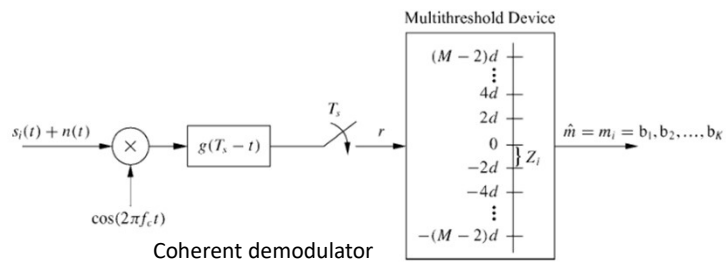 Multithreshold Device
(M − 2)d
⋮
4d
2d
0
−2d
−4d
⋮
−(M − 2)d
} Z_i
s_i(t) + n(t)
×
cos(2πf_c t)
g(T_s − t)
T_s
r
m̂ = m_i = b_1, b_2, ..., b_K
Coherent demodulator